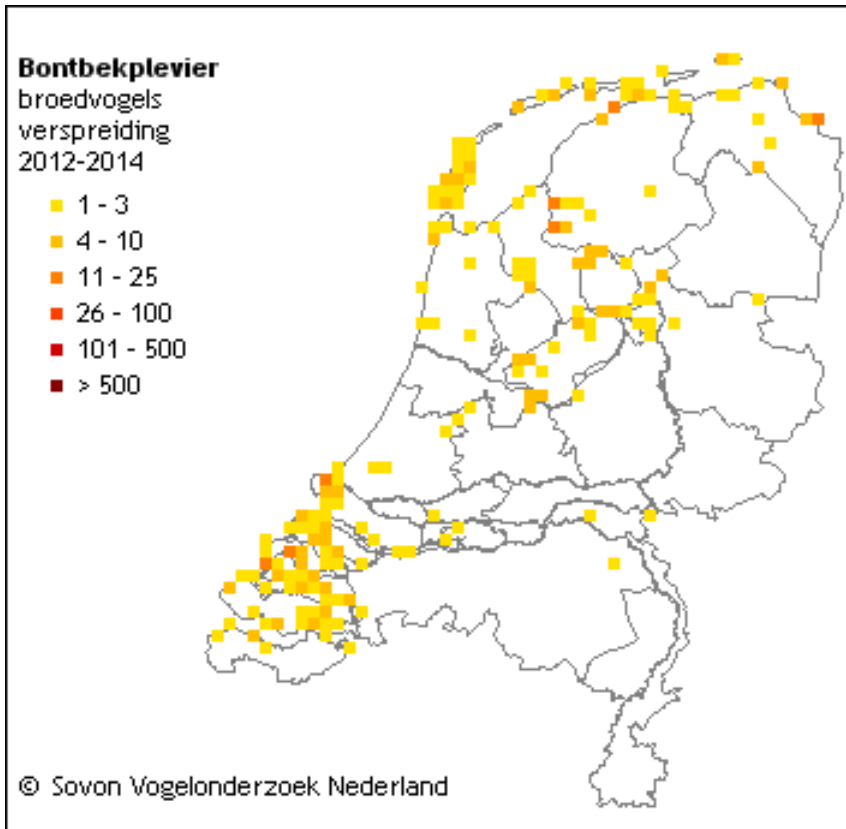 Bontbekplevier
broedvogels
verspreiding
2012-2014
1 - 3
4 - 10
11 - 25
26 - 100
101 - 500
> 500
© Sovon Vogelonderzoek Nederland